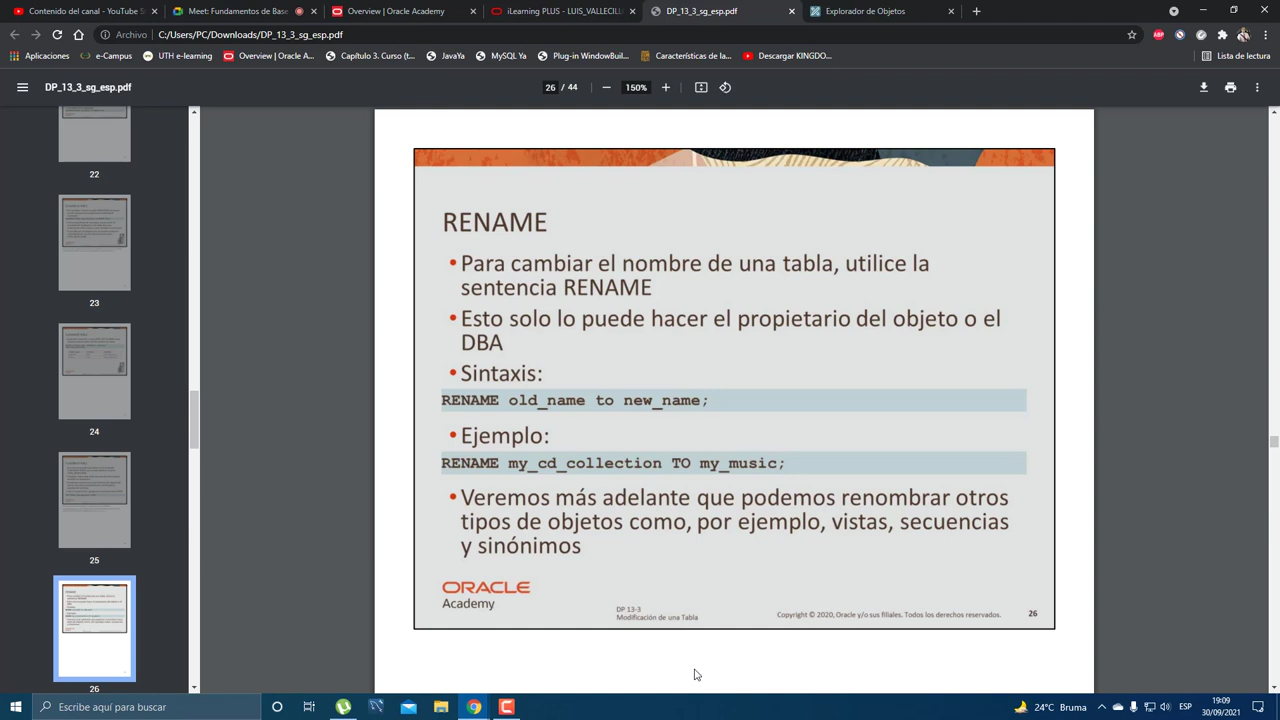 Contenido del canal - YouTube S
Meet: Fundamentos de Base
Overview | Oracle Academy
iLearning PLUS - LUIS_VALLECILL
DP_13_3_sg_esp.pdf
Explorador de Objetos
Archivo | C:/Users/PC/Downloads/DP_13_3_sg_esp.pdf
Aplicaciones
e-Campus
UTH e-learning
Overview | Oracle A...
Capítulo 3. Cursо (t...
JavaYa
MySQL Ya
Plug-in WindowBuil...
Características de la...
Descargar KINGDO...
Lista de lectura
DP_13_3_sg_esp.pdf
26 / 44
150%
22
23
24
25
26
RENAME
• Para cambiar el nombre de una tabla, utilice la
sentencia RENAME
• Esto solo lo puede hacer el propietario del objeto o el
DBA
• Sintaxis:
RENAME old_name to new_name;
• Ejemplo:
RENAME my_cd_collection TO my_music;
• Veremos más adelante que podemos renombrar otros
tipos de objetos como, por ejemplo, vistas, secuencias
y sinónimos
ORACLE
Academy
DP 13-3
Modificación de una Tabla
Copyright © 2020, Oracle y/o sus filiales. Todos los derechos reservados.
26
Escribe aquí para buscar
24°C Bruma
ESP
19:09
30/09/2021